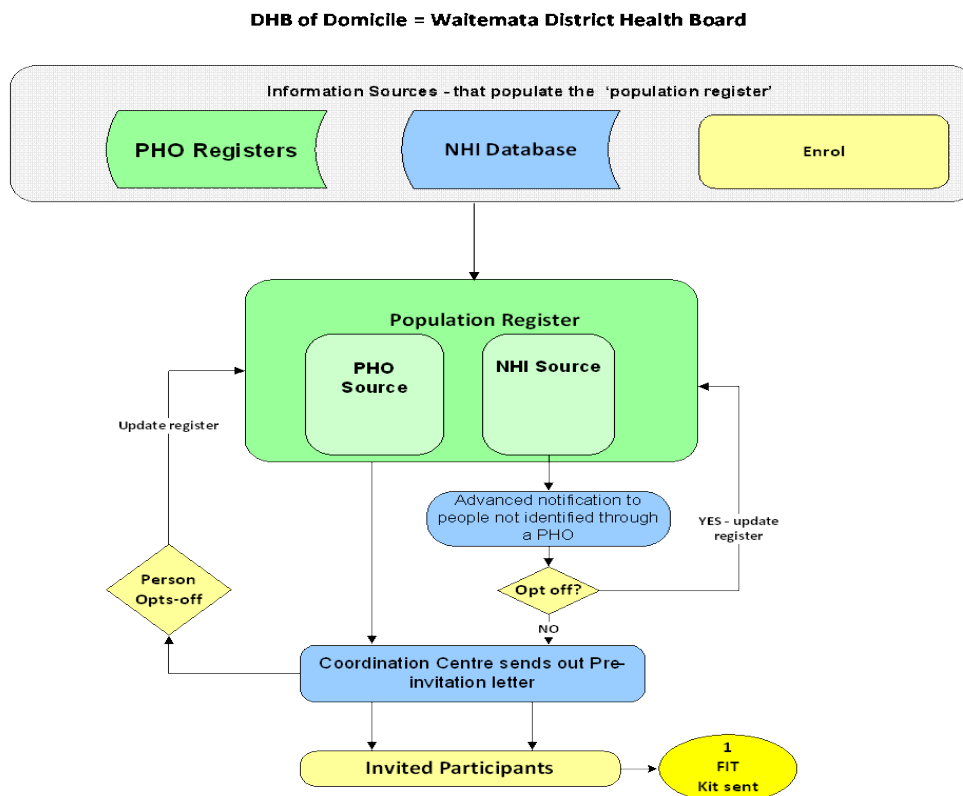 DHB of Domicile = Waitemata District Health Board
Information Sources - that populate the 'population register'
PHO Registers
NHI Database
Enrol
Population Register
PHO
Source
NHI Source
Update register
Advanced notification to
people not identified through
a PHO
YES - update
register
Person
Opts-off
Opt off?
NO
Coordination Centre sends out Pre-
invitation letter
Invited Participants
1
FIT
Kit sent